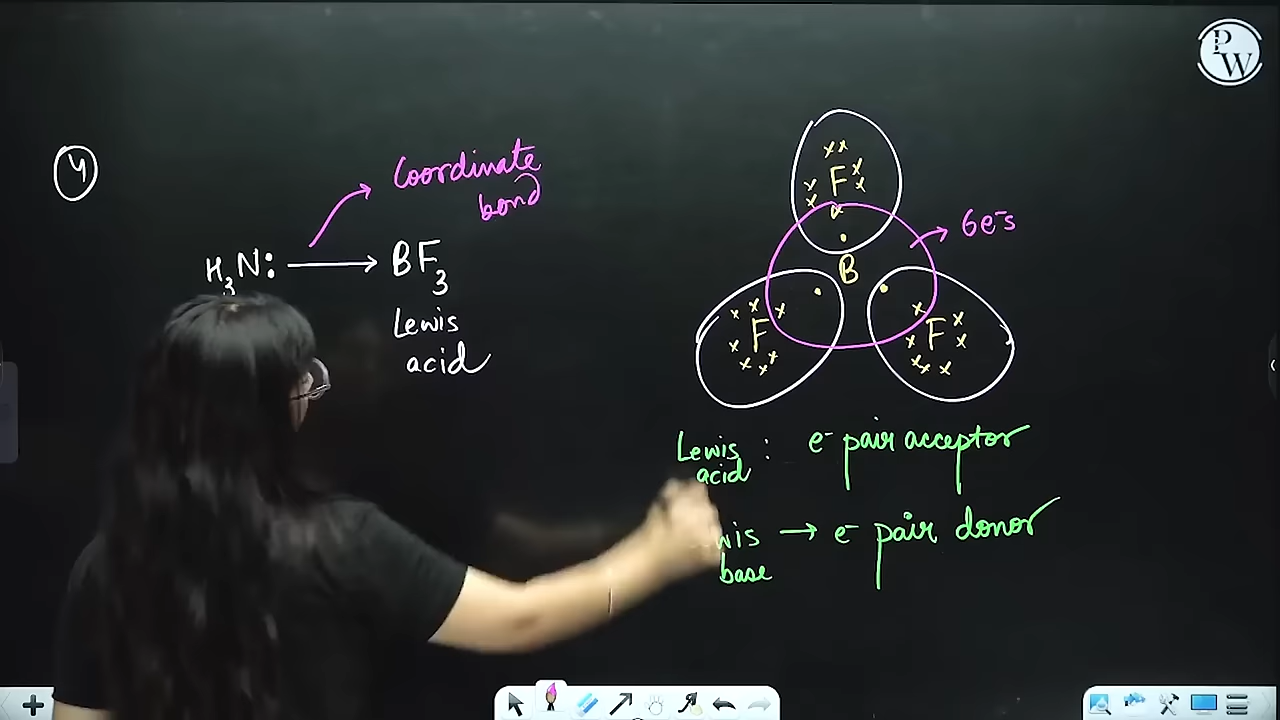 PW
4
Coordinate
bond
H3N: → BF3
Lewis
acid
F
B
F
F
6e-s
Lewis : e- pair acceptor
acid
→ e- pair donor
base